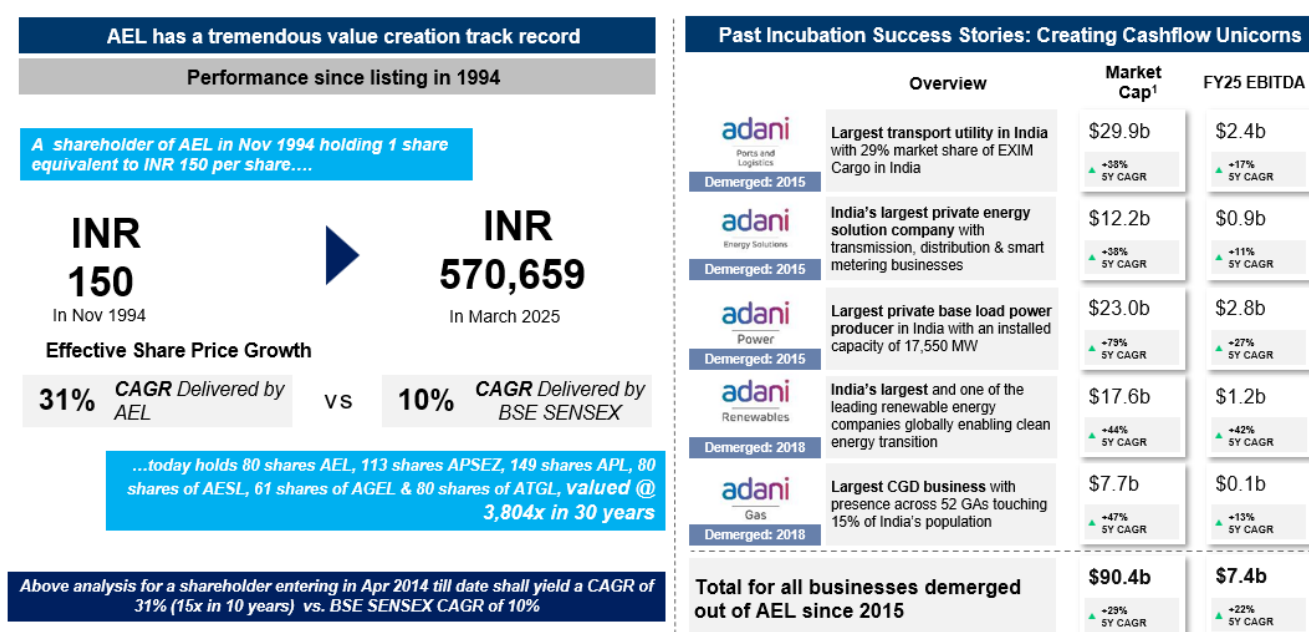 AEL has a tremendous value creation track record
Performance since listing in 1994
A shareholder of AEL in Nov 1994 holding 1 share
equivalent to INR 150 per share....
INR
150
In Nov 1994
INR
570,659
In March 2025
Effective Share Price Growth
31%
CAGR Delivered by
AEL
vs
10%
CAGR Delivered by
BSE SENSEX
...today holds 80 shares AEL, 113 shares APSEZ, 149 shares APL, 80
shares of AESL, 61 shares of AGEL & 80 shares of ATGL, valued @
3,804x in 30 years
Above analysis for a shareholder entering in Apr 2014 till date shall yield a CAGR of
31% (15x in 10 years) vs. BSE SENSEX CAGR of 10%
Past Incubation Success Stories: Creating Cashflow Unicorns
Overview
Market
Cap1
FY25 EBITDA
adani
Ports and
Logistics
Demerged: 2015
Largest transport utility in India
with 29% market share of EXIM
Cargo in India
$29.9b
+38%
5Y CAGR
$2.4b
+17%
5Y CAGR
adani
Energy Solutions
Demerged: 2015
India's largest private energy
solution company with
transmission, distribution & smart
metering businesses
$12.2b
+38%
5Y CAGR
$0.9b
+11%
5Y CAGR
adani
Power
Demerged: 2015
Largest private base load power
producer in India with an installed
capacity of 17,550 MW
$23.0b
+79%
5Y CAGR
$2.8b
+27%
5Y CAGR
adani
Renewables
Demerged: 2018
India's largest and one of the
leading renewable energy
companies globally enabling clean
energy transition
$17.6b
+44%
5Y CAGR
$1.2b
+42%
5Y CAGR
adani
Gas
Demerged: 2018
Largest CGD business with
presence across 52 GAs touching
15% of India's population
$7.7b
+47%
5Y CAGR
$0.1b
+13%
5Y CAGR
Total for all businesses demerged
out of AEL since 2015
$90.4b
+29%
5Y CAGR
$7.4b
+22%
5Y CAGR